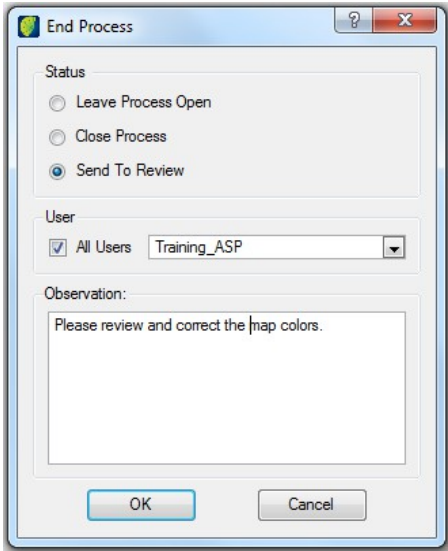 End Process
Status
Leave Process Open
Close Process
Send To Review
User
All Users Training_ASP
Observation:
Please review and correct the map colors.
OK Cancel